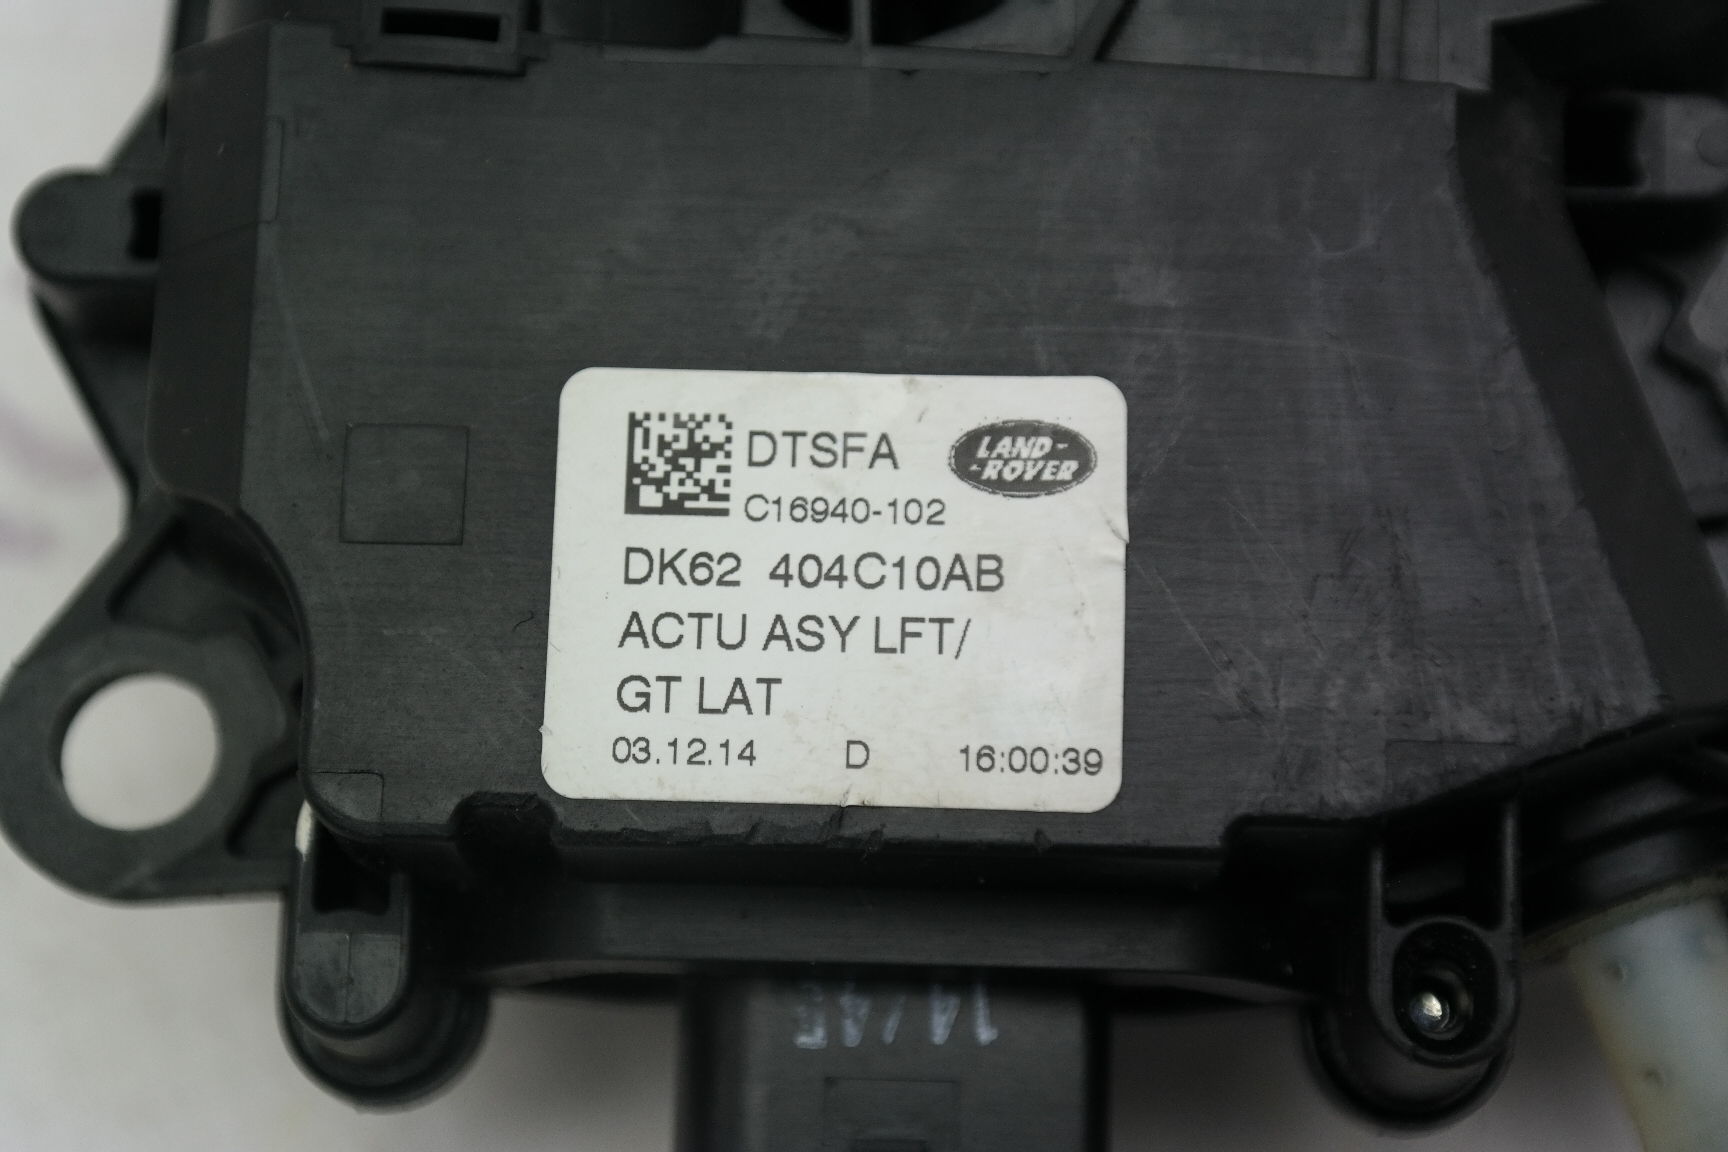 DTSFA
LAND-
-ROVER
C16940-102
DK62 404C10AB
ACTU ASY LFT/
GT LAT
03.12.14 D 16:00:39